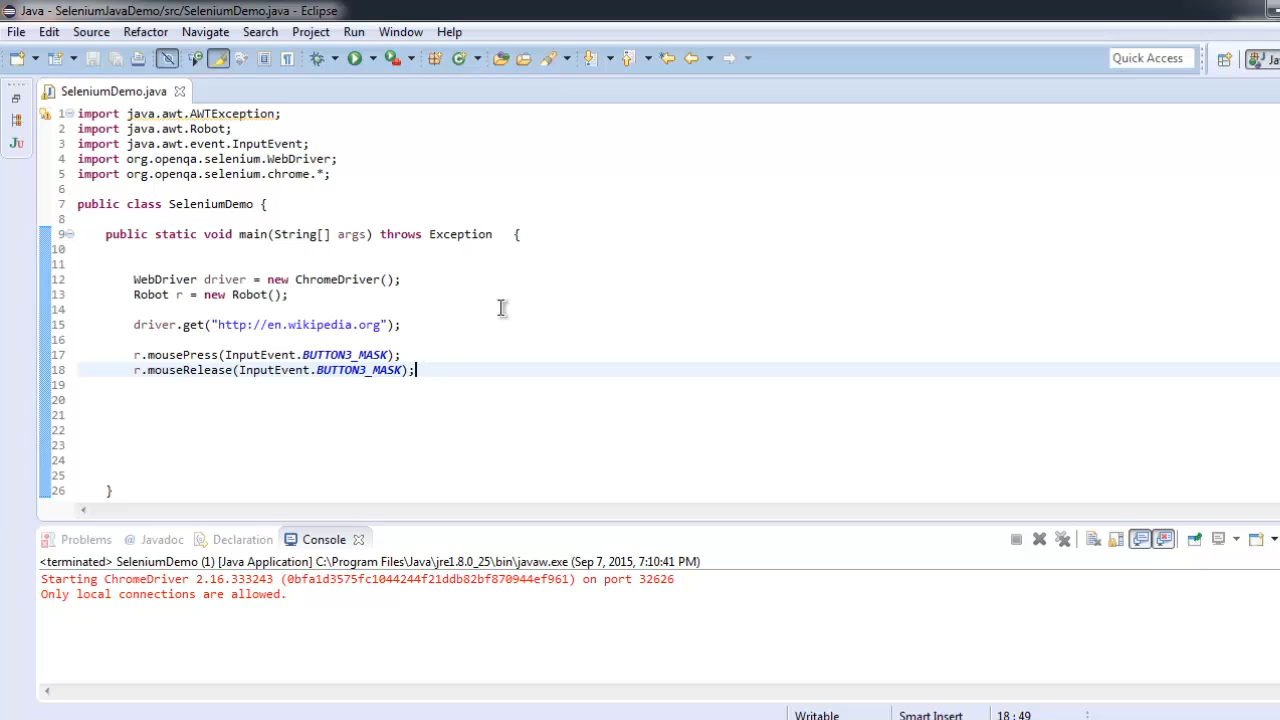 Java - SeleniumJavaDemo/src/SeleniumDemo.java - Eclipse
File Edit Source Refactor Navigate Search Project Run Window Help
Quick Access
SeleniumDemo.java
1 import java.awt.AWTException;
2 import java.awt.Robot;
3 import java.awt.event.InputEvent;
4 import org.openqa.selenium.WebDriver;
5 import org.openqa.selenium.chrome.*;
6
7 public class SeleniumDemo {
8
9 public static void main(String[] args) throws Exception {
10
11
12 WebDriver driver = new ChromeDriver();
13 Robot r = new Robot();
14
15 driver.get("http://en.wikipedia.org");
16
17 r.mousePress(InputEvent.BUTTON3_MASK);
18 r.mouseRelease(InputEvent.BUTTON3_MASK);
19
20
21
22
23
24
25
26 }
Problems @ Javadoc Declaration Console
<terminated> SeleniumDemo (1) [Java Application] C:\Program Files\Java\jre1.8.0_25\bin\javaw.exe (Sep 7, 2015, 7:10:41 PM)
Starting ChromeDriver 2.16.333243 (0bfa1d3575fc1044244f21ddb82bf870944ef961) on port 32626
Only local connections are allowed.
Writable Smart Insert 18 : 49